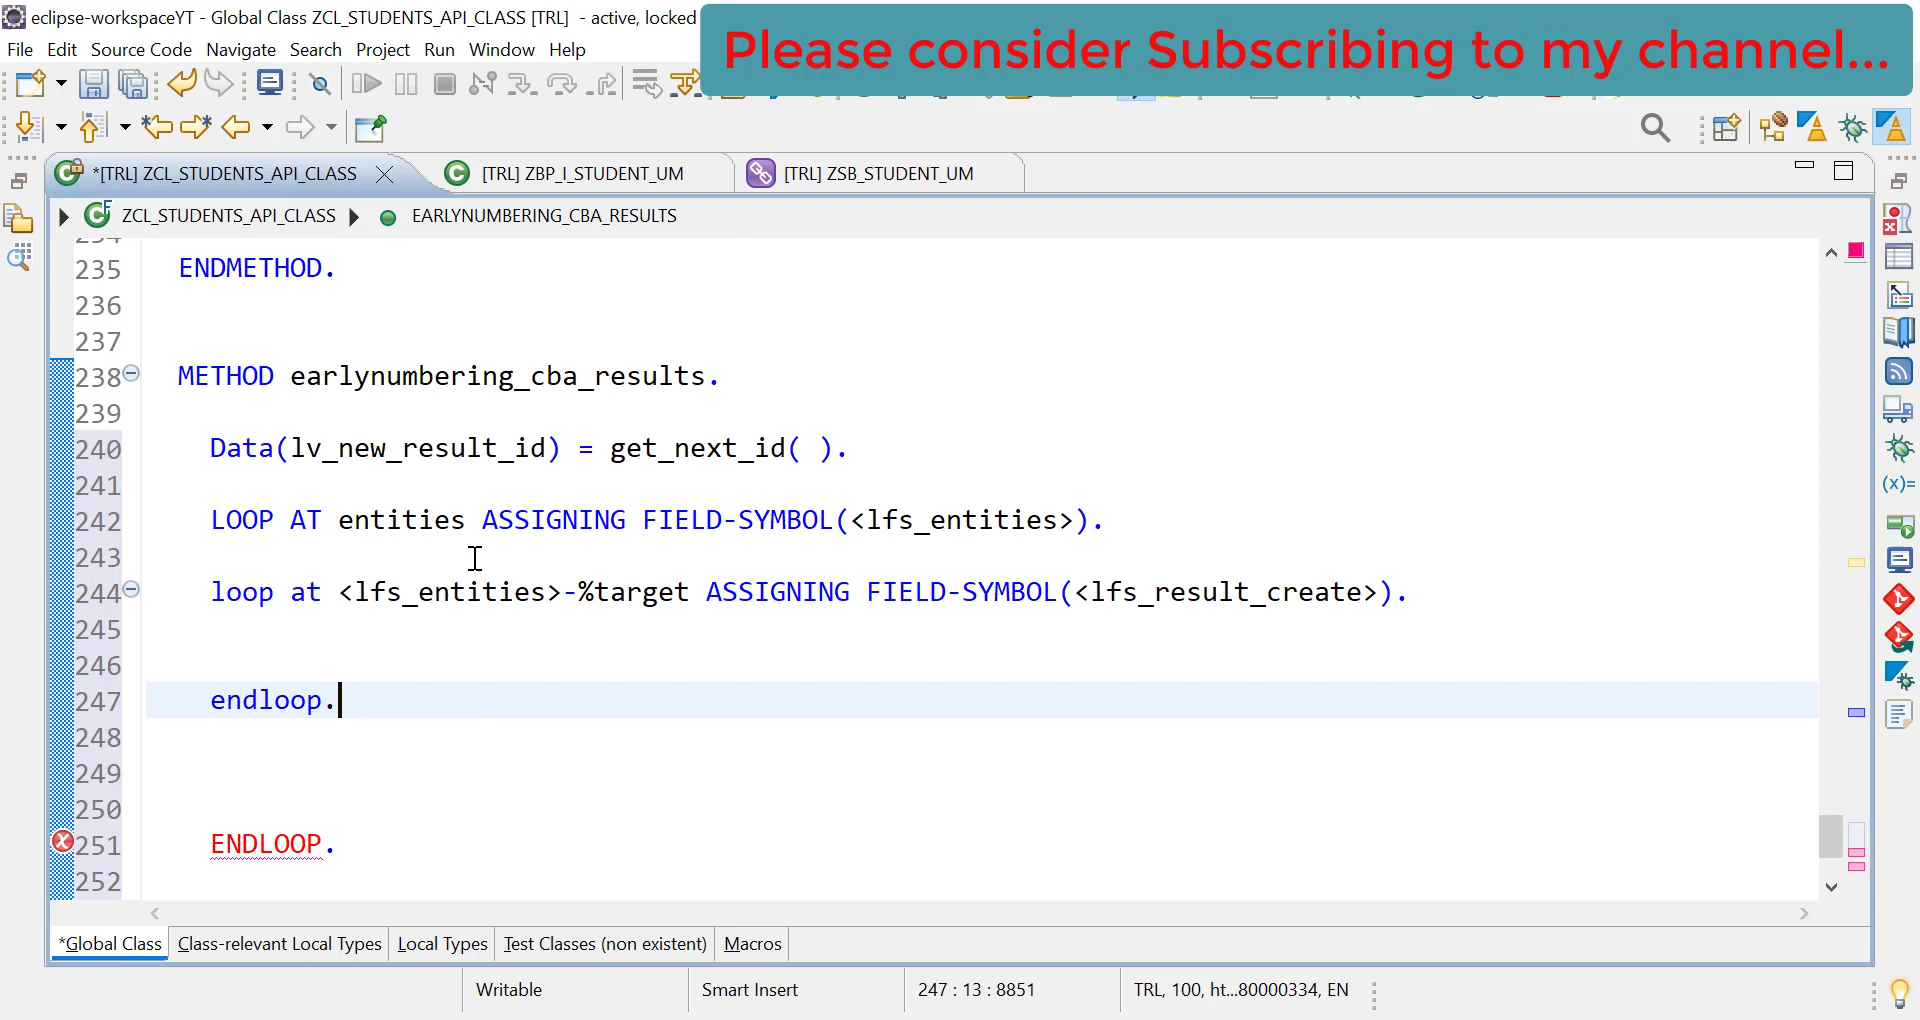 eclipse-workspaceYT - Global Class ZCL_STUDENTS_API_CLASS [TRL] - active, locked
Please consider Subscribing to my channel...
File Edit Source Code Navigate Search Project Run Window Help
*[TRL] ZCL_STUDENTS_API_CLASS
[TRL] ZBP_I_STUDENT_UM
[TRL] ZSB_STUDENT_UM
ZCL_STUDENTS_API_CLASS EARLYNUMBERING_CBA_RESULTS
234
235 ENDMETHOD.
236
237
238 METHOD earlynumbering_cba_results.
239
240 Data(lv_new_result_id) = get_next_id( ).
241
242 LOOP AT entities ASSIGNING FIELD-SYMBOL(<lfs_entities>).
243
244 loop at <lfs_entities>-%target ASSIGNING FIELD-SYMBOL(<lfs_result_create>).
245
246
247 endloop.
248
249
250
251 ENDLOOP.
252
(x)=
*Global Class Class-relevant Local Types Local Types Test Classes (non existent) Macros
Writable Smart Insert 247 : 13 : 8851 TRL, 100, ht...80000334, EN